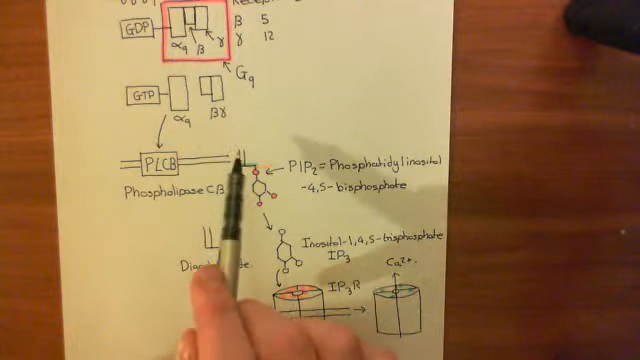 GDP
αq β γ
β 5
γ 12
Gq
GTP
αq βγ
PLCβ
Phospholipase Cβ
PIP2 = Phosphatidylinositol
-4,5-bisphosphate
Inositol-1,4,5-trisphosphate
IP3
Ca2+
IP3R